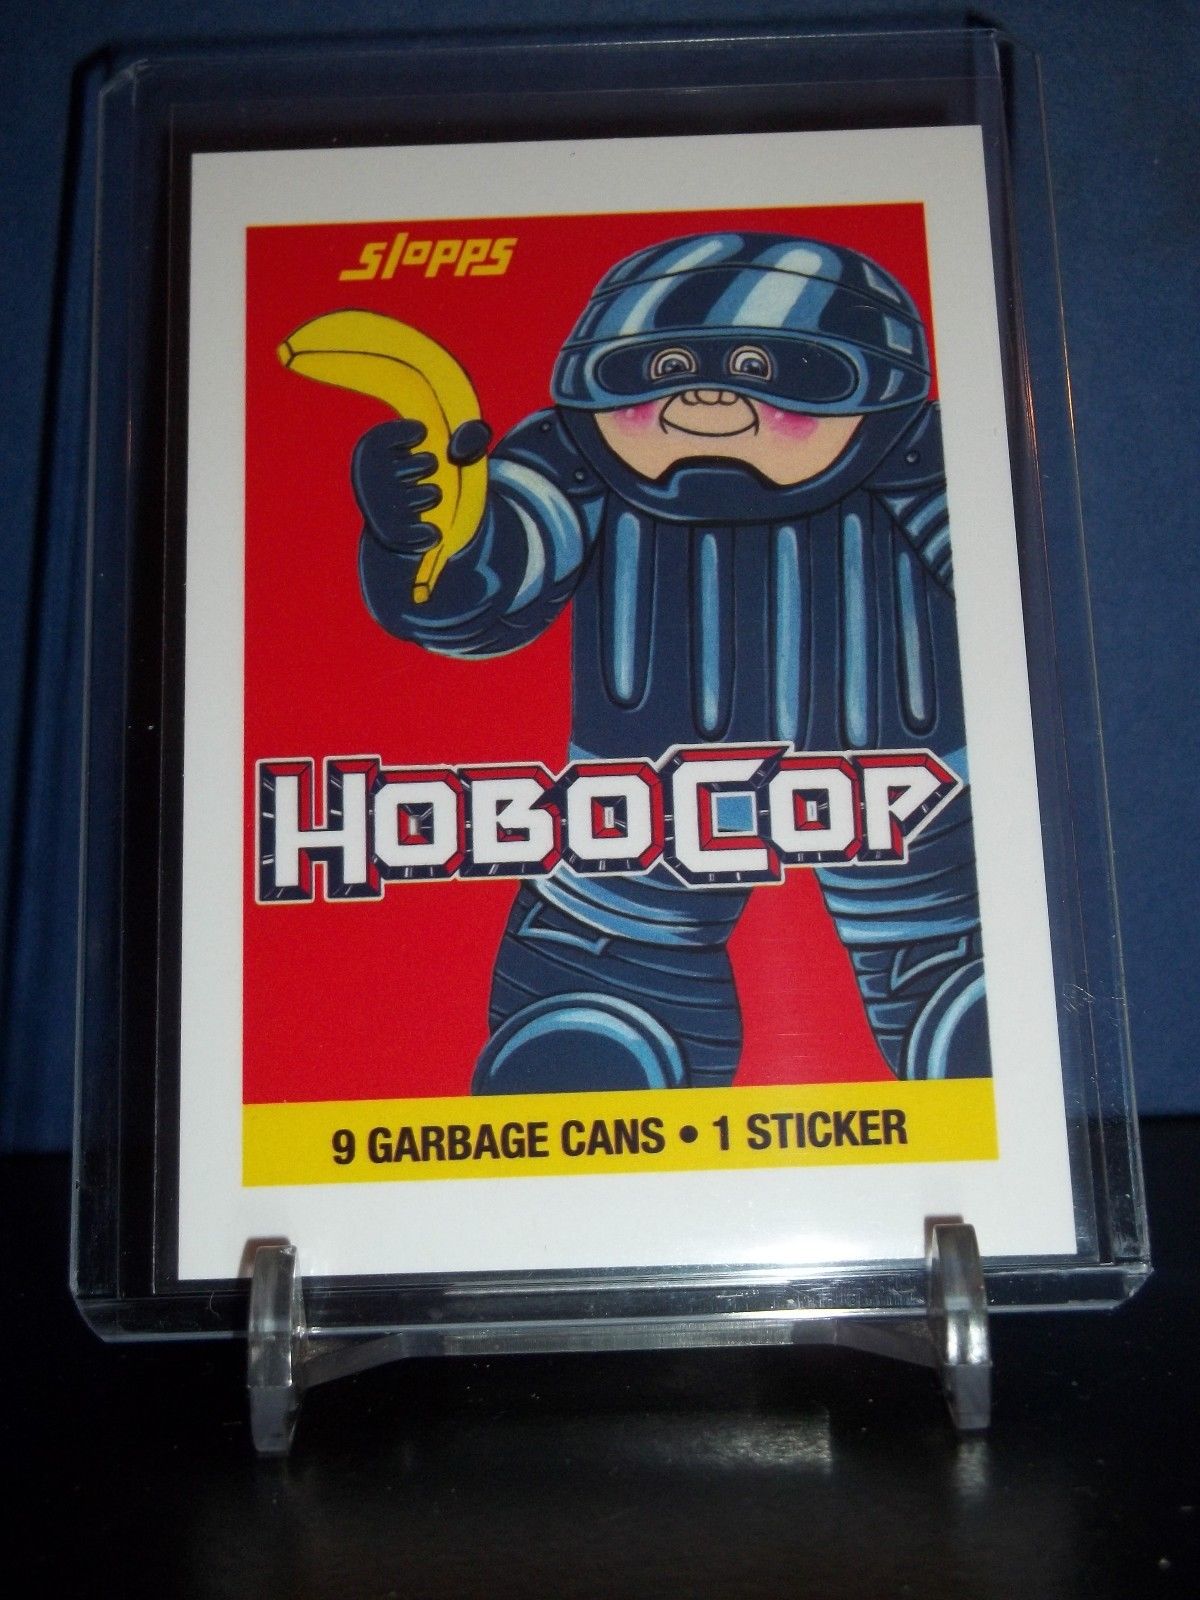 slopps
HOBOCOP
9 GARBAGE CANS • 1 STICKER